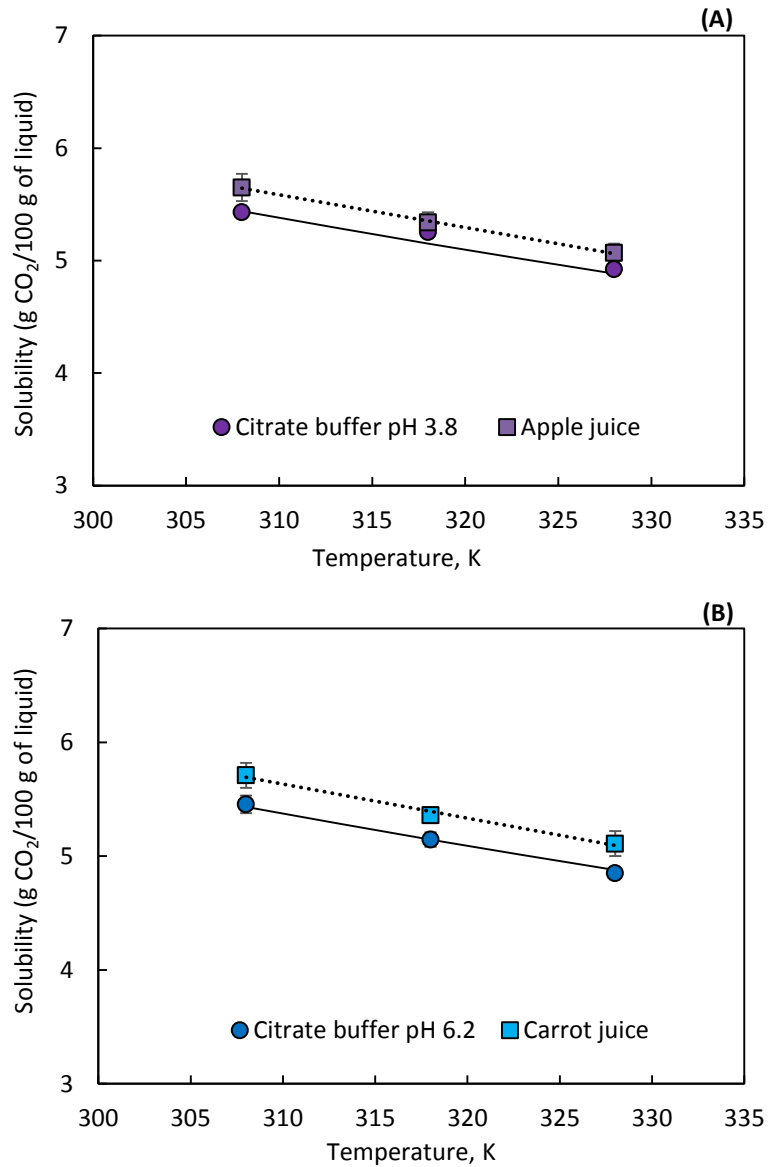 (A)
7
6
5
4
3
Solubility (g CO₂/100 g of liquid)
Citrate buffer pH 3.8 Apple juice
300 305 310 315 320 325 330 335
Temperature, K
(B)
7
6
5
4
3
Solubility (g CO₂/100 g of liquid)
Citrate buffer pH 6.2 Carrot juice
300 305 310 315 320 325 330 335
Temperature, K